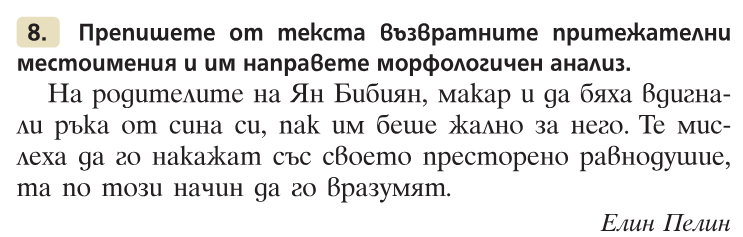 8. Препишете от текста възвратните притежателни
местоимения и им направете морфологичен анализ.
На родителите на Ян Бибиян, макар и да бяха вдигна-
ли ръка от сина си, пак им беше жално за него. Те мис-
леха да го накажат със своето престорено равнодушие,
та по този начин да го вразумят.
Елин Пелин